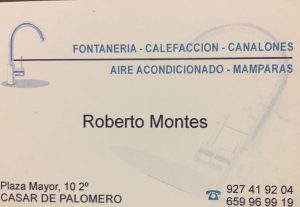 FONTANERIA - CALEFACCION - CANALONES
AIRE ACONDICIONADO - MAMPARAS
Roberto Montes
Plaza Mayor, 10 2º
CASAR DE PALOMERO
☎ 927 41 92 04
659 96 99 19